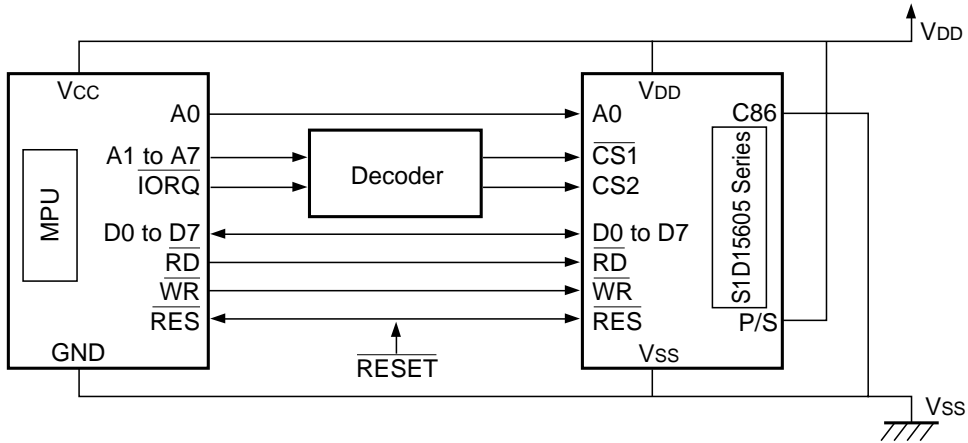 VDD
VCC
A0
A1 to A7
IORQ
D0 to D7
RD
WR
RES
GND
MPU
Decoder
RESET
VDD
A0
CS1
CS2
D0 to D7
RD
WR
RES
VSS
C86
S1D15605 Series
P/S
VSS